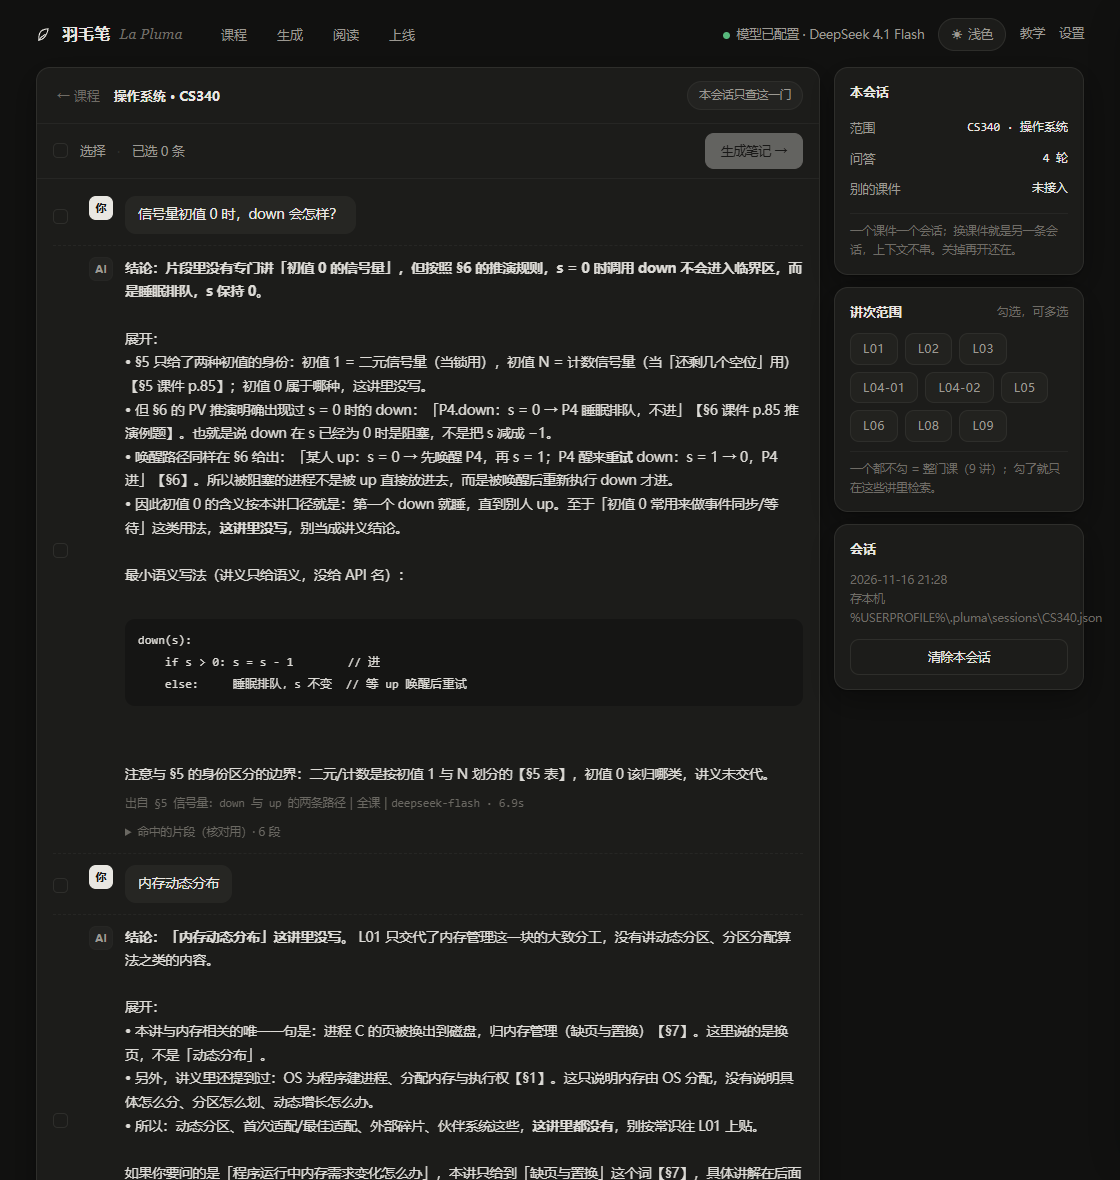 羽毛笔 La Pluma 课程 生成 阅读 上线 模型已配置 · DeepSeek 4.1 Flash ☀ 浅色 教学 设置
← 课程 操作系统 • CS340 本会话只查这一门
选择 · 已选 0 条 生成笔记 →
你 信号量初值 0 时，down 会怎样？
AI 结论：片段里没有专门讲「初值 0 的信号量」，但按照 §6 的推演规则，s = 0 时调用 down 不会进入临界区，而
是睡眠排队，s 保持 0。
展开：
• §5 只给了两种初值的身份：初值 1 = 二元信号量（当锁用），初值 N = 计数信号量（当「还剩几个空位」用）
【§5 课件 p.85】；初值 0 属于哪种，这讲里没写。
• 但 §6 的 PV 推演明确出现过 s = 0 时的 down：「P4.down：s = 0 → P4 睡眠排队，不进」【§6 课件 p.85 推
演例题】。也就是说 down 在 s 已经为 0 时是阻塞，不是把 s 减成 −1。
• 唤醒路径同样在 §6 给出：「某人 up：s = 0 → 先唤醒 P4，再 s = 1；P4 醒来重试 down：s = 1 → 0，P4
进」【§6】。所以被阻塞的进程不是被 up 直接放进去，而是被唤醒后重新执行 down 才进。
• 因此初值 0 的含义按本讲口径就是：第一个 down 就睡，直到别人 up。至于「初值 0 常用来做事件同步/等
待」这类用法，这讲里没写，别当成讲义结论。
最小语义写法（讲义只给语义，没给 API 名）：
down(s):
if s > 0: s = s - 1 // 进
else: 睡眠排队，s 不变 // 等 up 唤醒后重试
注意与 §5 的身份区分的边界：二元/计数是按初值 1 与 N 划分的【§5 表】，初值 0 该归哪类，讲义未交代。
出自 §5 信号量：down 与 up 的两条路径 | 全课 | deepseek-flash · 6.9s
▶ 命中的片段（核对用）· 6 段
你 内存动态分布
AI 结论：「内存动态分布」这讲里没写。 L01 只交代了内存管理这一块的大致分工，没有讲动态分区、分区分配算
法之类的内容。
展开：
• 本讲与内存相关的唯一一句是：进程 C 的页被换出到磁盘，归内存管理（缺页与置换）【§7】。这里说的是换
页，不是「动态分布」。
• 另外，讲义里还提到过：OS 为程序建进程、分配内存与执行权【§1】。这只说明内存由 OS 分配，没有说明具
体怎么分、分区怎么划、动态增长怎么办。
• 所以：动态分区、首次适配/最佳适配、外部碎片、伙伴系统这些，这讲里都没有，别按常识往 L01 上贴。
如果你要问的是「程序运行中内存需求变化怎么办」，本讲只给到「缺页与置换」这个词【§7】，具体讲解在后面
本会话
范围 CS340 · 操作系统
问答 4 轮
别的课件 未接入
一个课件一个会话；换课件就是另一条会
话，上下文不串。关掉再开还在。
讲次范围 勾选，可多选
L01 L02 L03
L04-01 L04-02 L05
L06 L08 L09
一个都不勾 = 整门课（9 讲）；勾了就只
在这些讲里检索。
会话
2026-11-16 21:28
存本机
%USERPROFILE%\.pluma\sessions\CS340.json
清除本会话